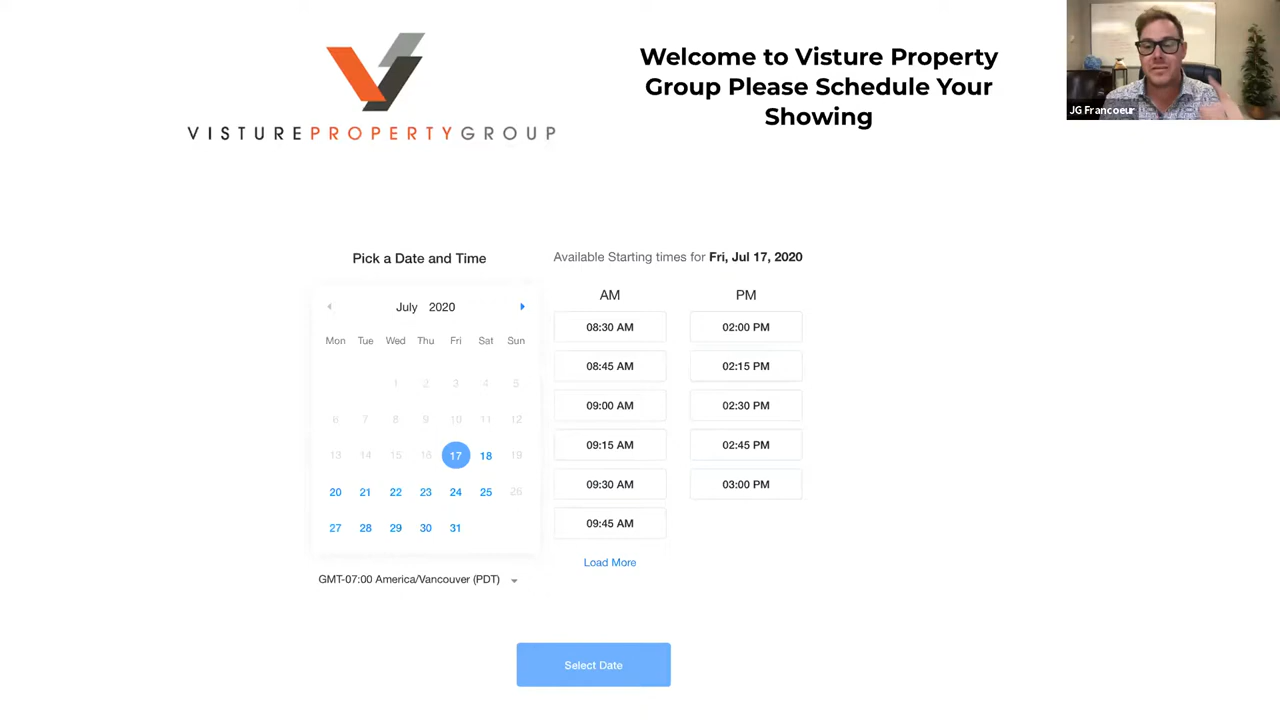 VISTUREPROPERTYGROUP
Welcome to Visture Property
Group Please Schedule Your
Showing
JG Francoeur
Pick a Date and Time
July 2020
Mon Tue Wed Thu Fri Sat Sun
1 2 3 4 5
6 7 8 9 10 11 12
13 14 15 16 17 18 19
20 21 22 23 24 25 26
27 28 29 30 31
GMT-07:00 America/Vancouver (PDT)
Available Starting times for Fri, Jul 17, 2020
AM PM
08:30 AM 02:00 PM
08:45 AM 02:15 PM
09:00 AM 02:30 PM
09:15 AM 02:45 PM
09:30 AM 03:00 PM
09:45 AM
Load More
Select Date